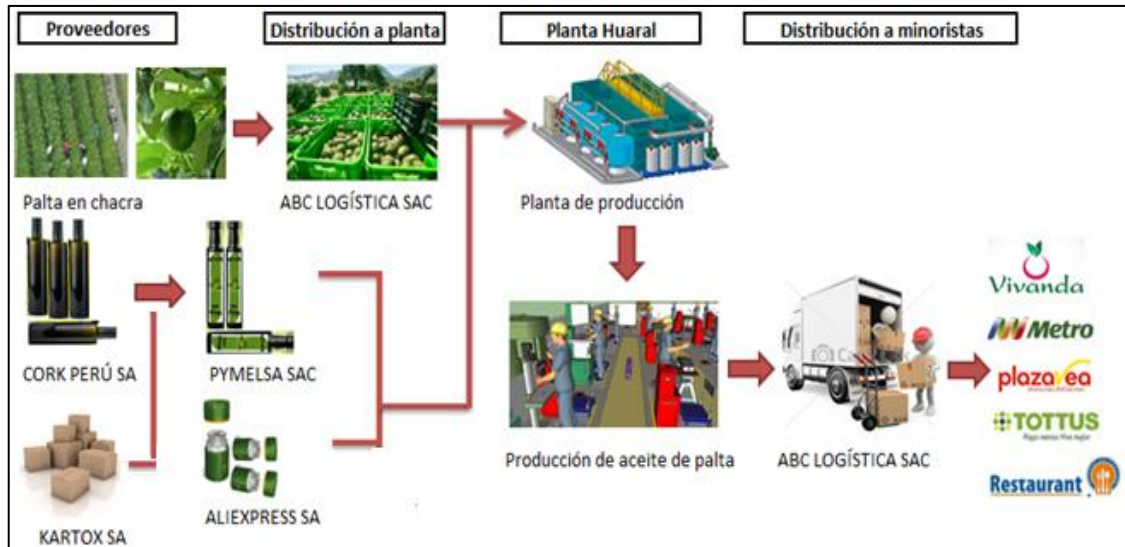 Proveedores
Distribución a planta
Planta Huaral
Distribución a minoristas
Palta en chacra
ABC LOGÍSTICA SAC
Planta de producción
CORK PERÚ SA
PYMELSA SAC
KARTOX SA
ALIEXPRESS SA
Producción de aceite de palta
ABC LOGÍSTICA SAC
Vivanda
Metro
plazavea
TOTTUS
Restaurant